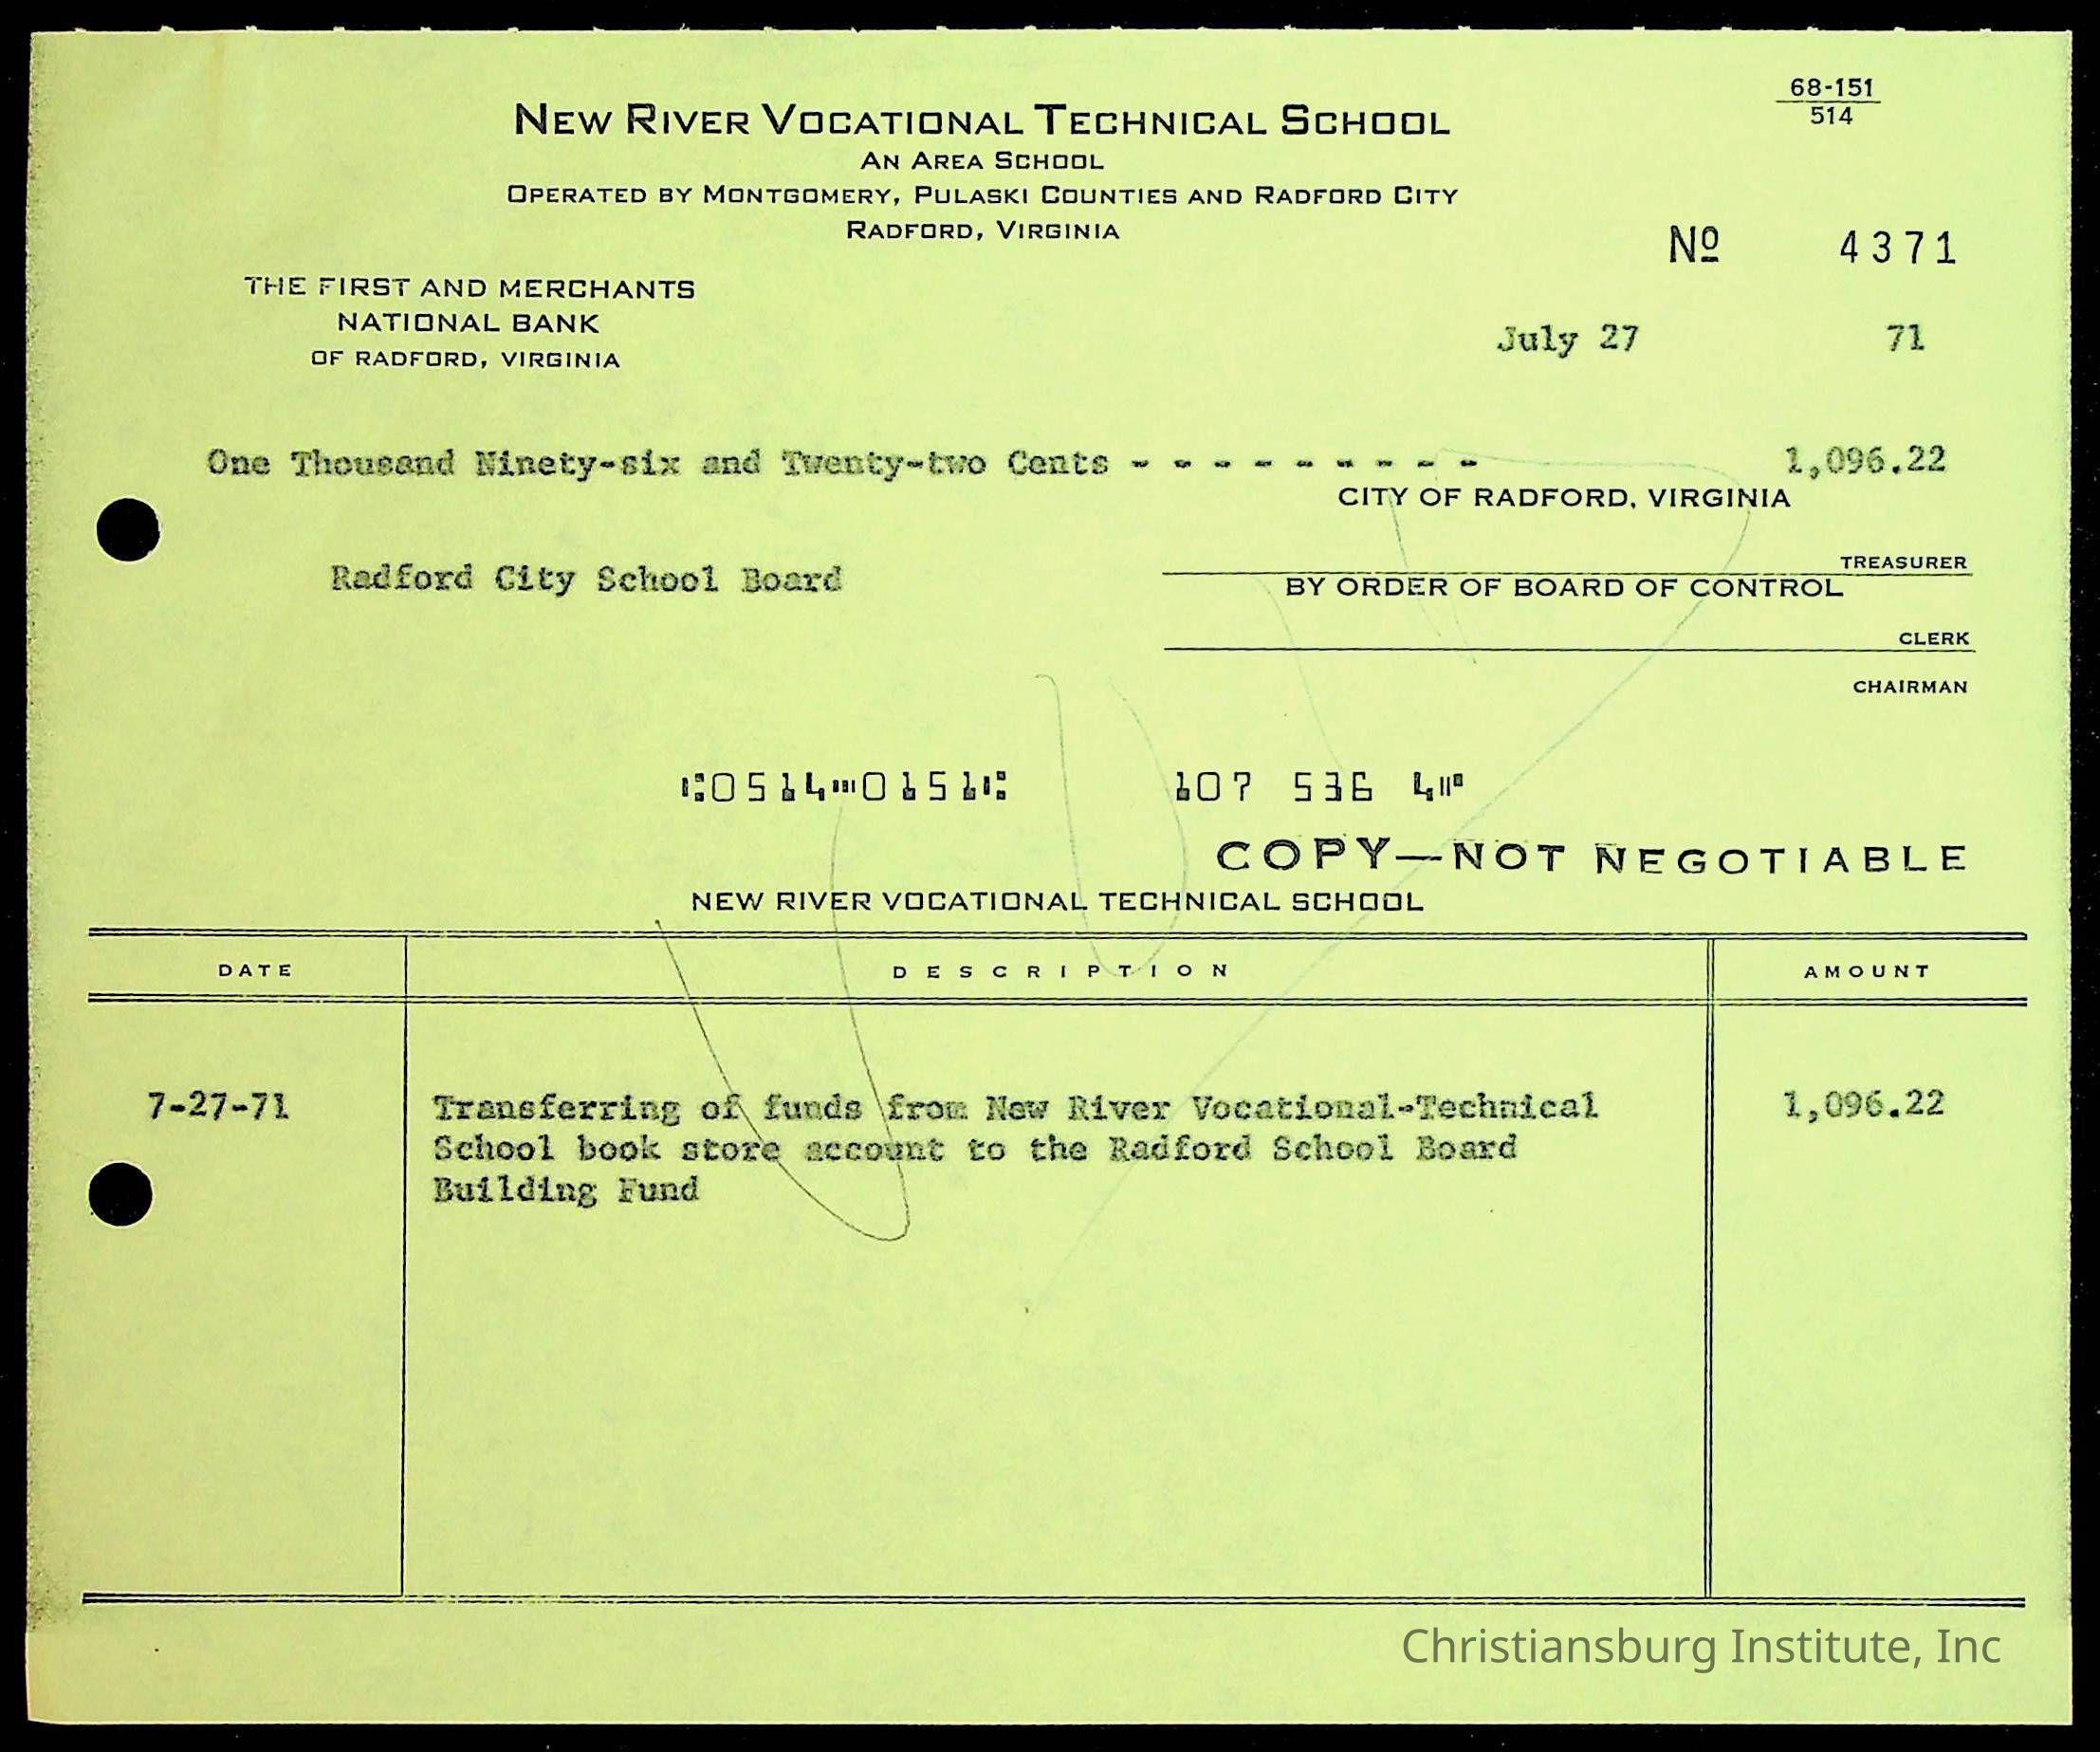 68-151
514
New River Vocational Technical School
An Area School
Operated by Montgomery, Pulaski Counties and Radford City
Radford, Virginia
No 4371
THE FIRST AND MERCHANTS
NATIONAL BANK
OF RADFORD, VIRGINIA
July 27 71
One Thousand Ninety-six and Twenty-two Cents - - - - - - - - - 1,096.22
CITY OF RADFORD, VIRGINIA
Radford City School Board
TREASURER
BY ORDER OF BOARD OF CONTROL
CLERK
CHAIRMAN
⑆0514⑉0151⑆ 107 536 4⑈
COPY—NOT NEGOTIABLE
NEW RIVER VOCATIONAL TECHNICAL SCHOOL
DATE DESCRIPTION AMOUNT
7-27-71 Transferring of funds from New River Vocational-Technical 1,096.22
School book store account to the Radford School Board
Building Fund
Christiansburg Institute, Inc